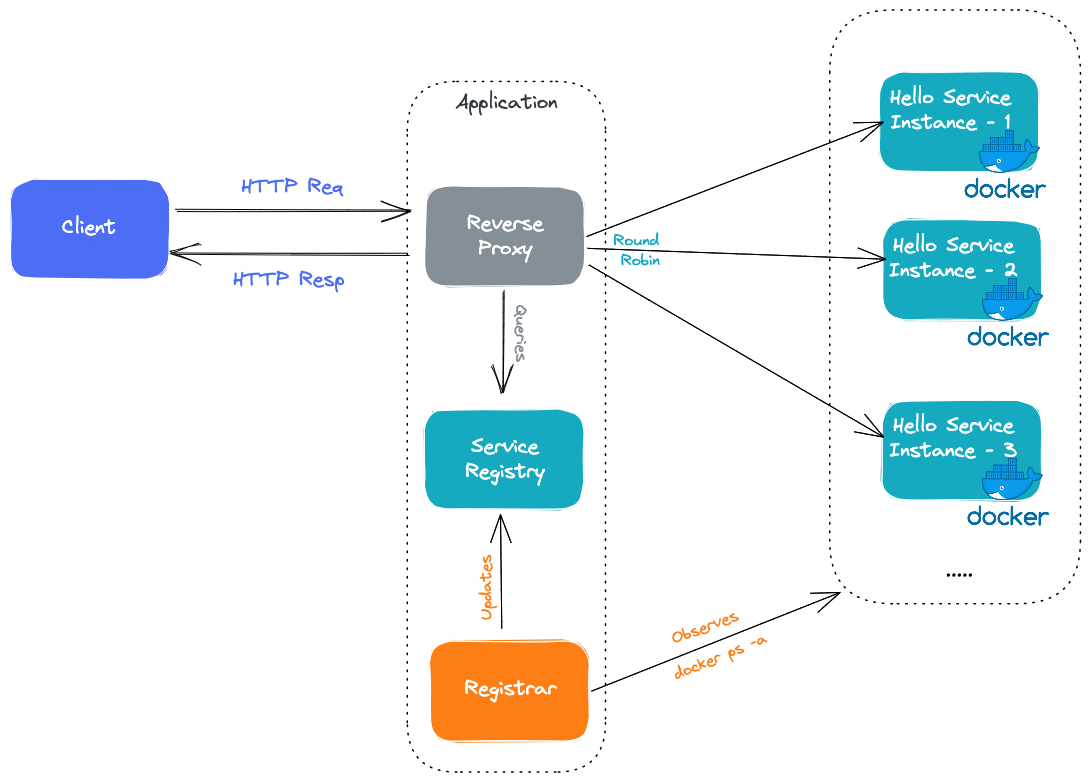 Application
Client
HTTP Req
HTTP Resp
Reverse
Proxy
Queries
Service
Registry
Updates
Registrar
Round
Robin
Observes
docker ps -a
Hello Service
Instance - 1
docker
Hello Service
Instance - 2
docker
Hello Service
Instance - 3
docker
.....